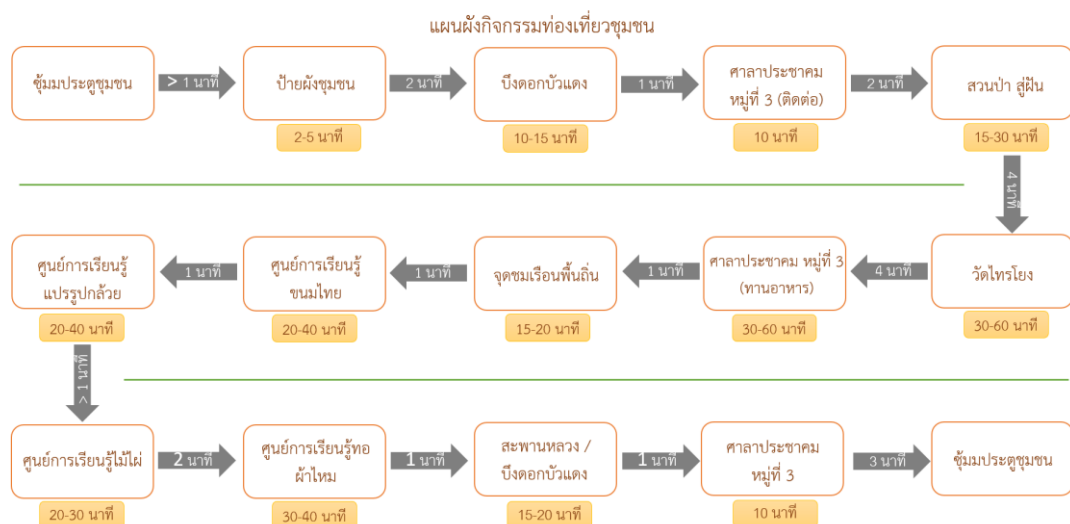 แผนผังกิจกรรมท่องเที่ยวชุมชน
ซุ้มมประตูชุมชน
> 1 นาที
ป้ายผังชุมชน
2-5 นาที
2 นาที
บึงดอกบัวแดง
10-15 นาที
1 นาที
ศาลาประชาคม
หมู่ที่ 3 (ติดต่อ)
10 นาที
2 นาที
สวนป่า สู่ฝัน
15-30 นาที
4 นาที
วัดไทรโยง
30-60 นาที
4 นาที
ศาลาประชาคม หมู่ที่ 3
(ทานอาหาร)
30-60 นาที
1 นาที
จุดชมเรือนพื้นถิ่น
15-20 นาที
1 นาที
ศูนย์การเรียนรู้
ขนมไทย
20-40 นาที
1 นาที
ศูนย์การเรียนรู้
แปรรูปกล้วย
20-40 นาที
> 1 นาที
ศูนย์การเรียนรู้ไม้ไผ่
20-30 นาที
2 นาที
ศูนย์การเรียนรู้ทอ
ผ้าไหม
30-40 นาที
1 นาที
สะพานหลวง /
บึงดอกบัวแดง
15-20 นาที
1 นาที
ศาลาประชาคม
หมู่ที่ 3
10 นาที
3 นาที
ซุ้มมประตูชุมชน